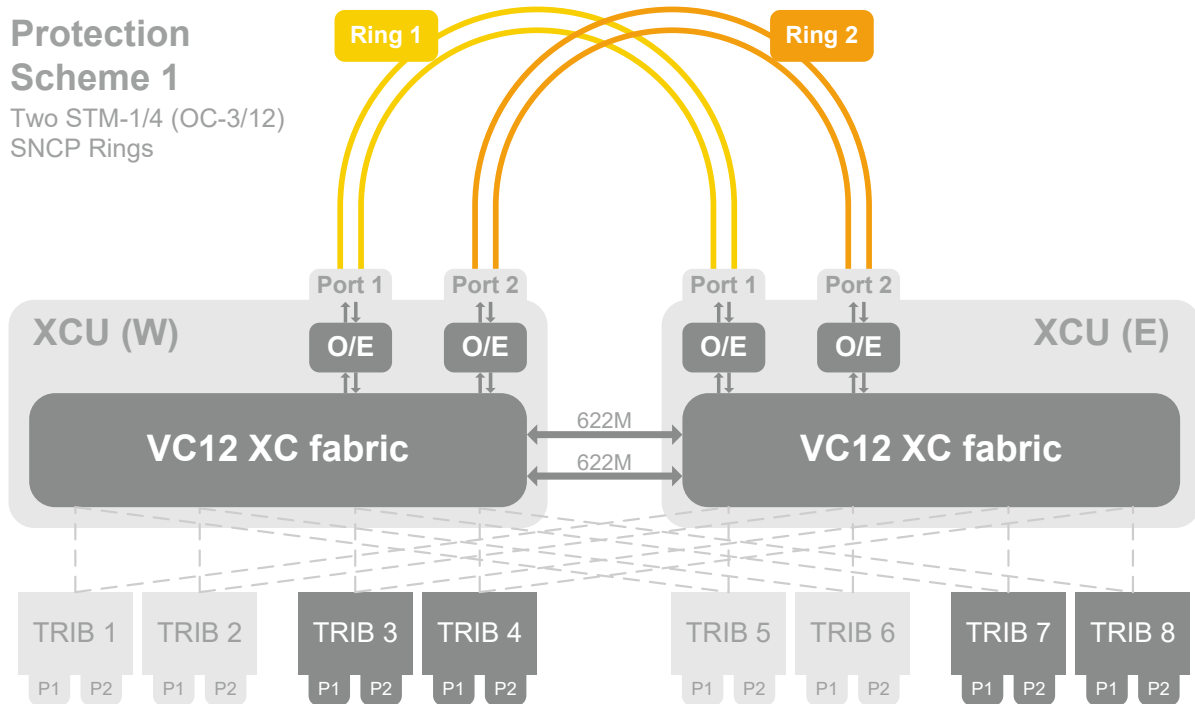 Protection
Scheme 1
Two STM-1/4 (OC-3/12)
SNCP Rings
Ring 1
Ring 2
Port 1
Port 2
Port 1
Port 2
XCU (W)
O/E
O/E
O/E
O/E
XCU (E)
VC12 XC fabric
622M
622M
VC12 XC fabric
TRIB 1
TRIB 2
TRIB 3
TRIB 4
TRIB 5
TRIB 6
TRIB 7
TRIB 8
P1 P2
P1 P2
P1 P2
P1 P2
P1 P2
P1 P2
P1 P2
P1 P2